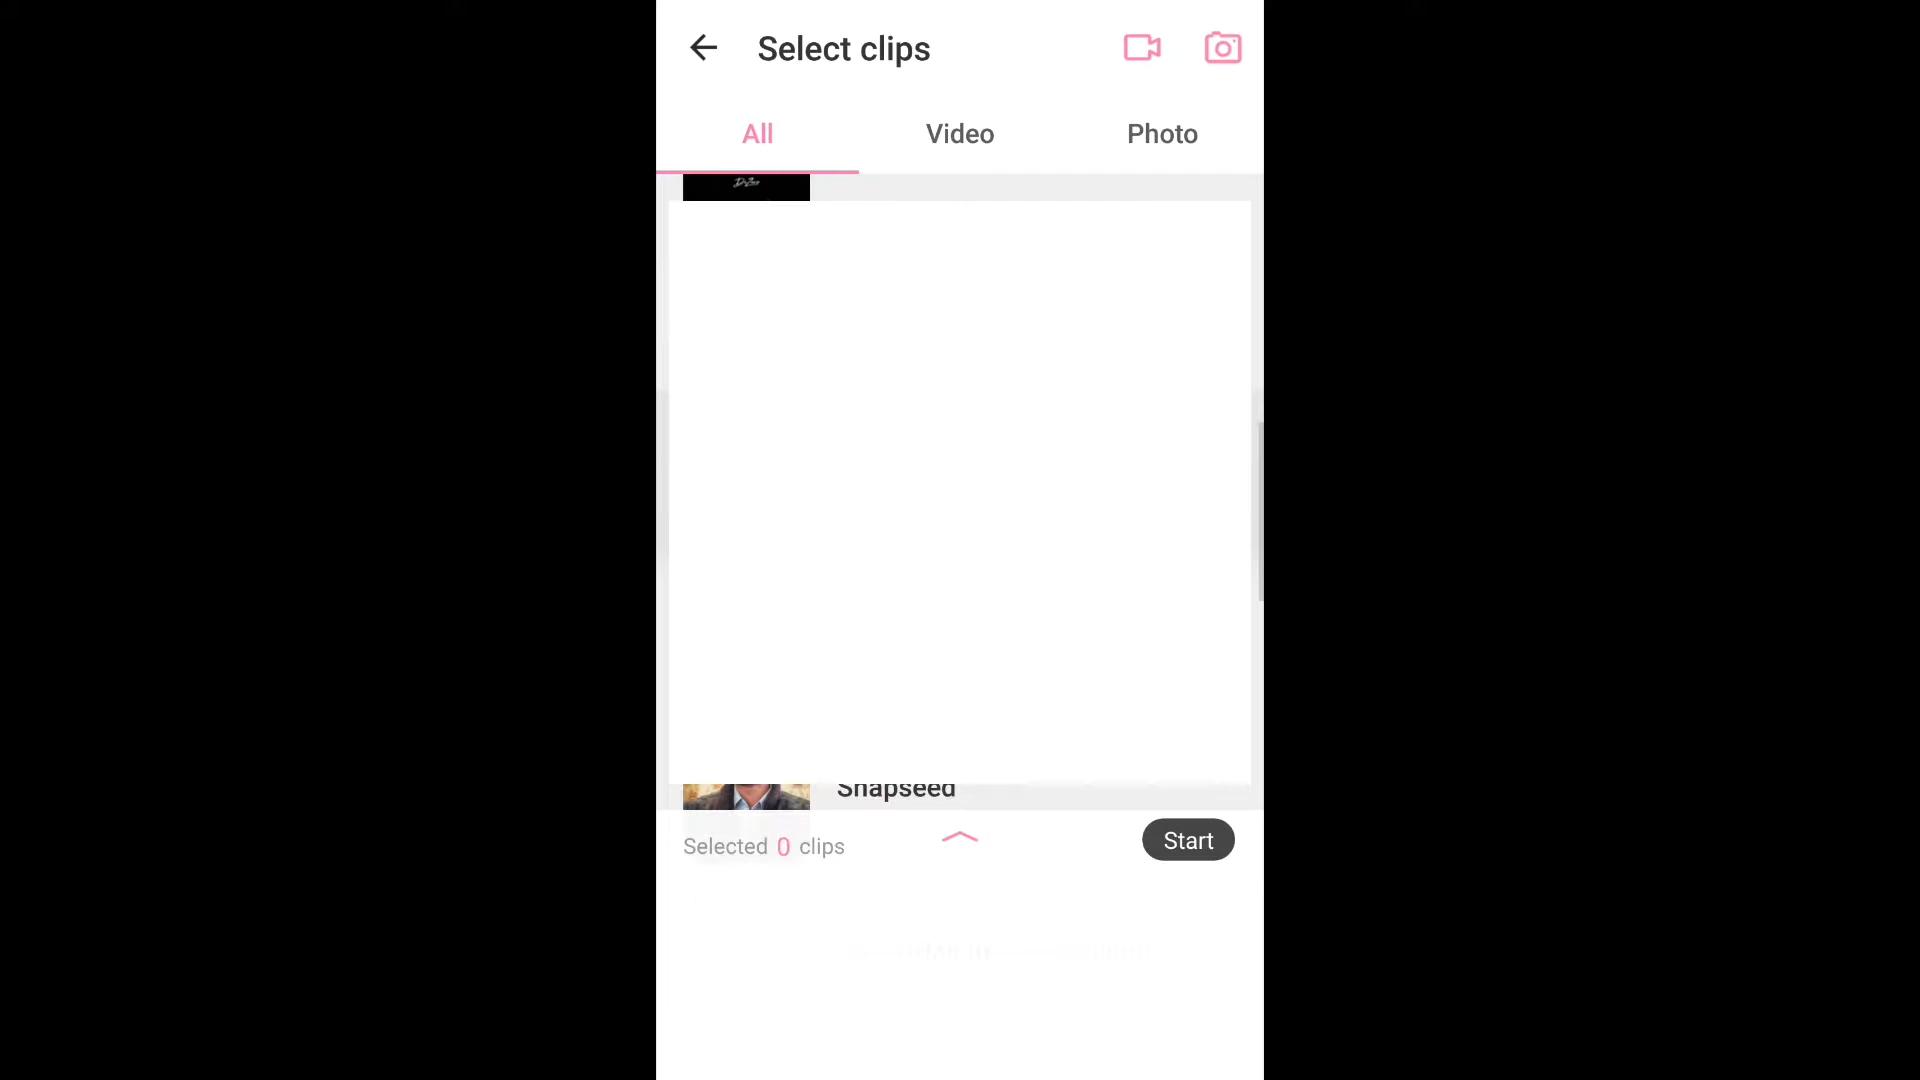 Select clips
All Video Photo
Snapseed
Selected 0 clips
Start